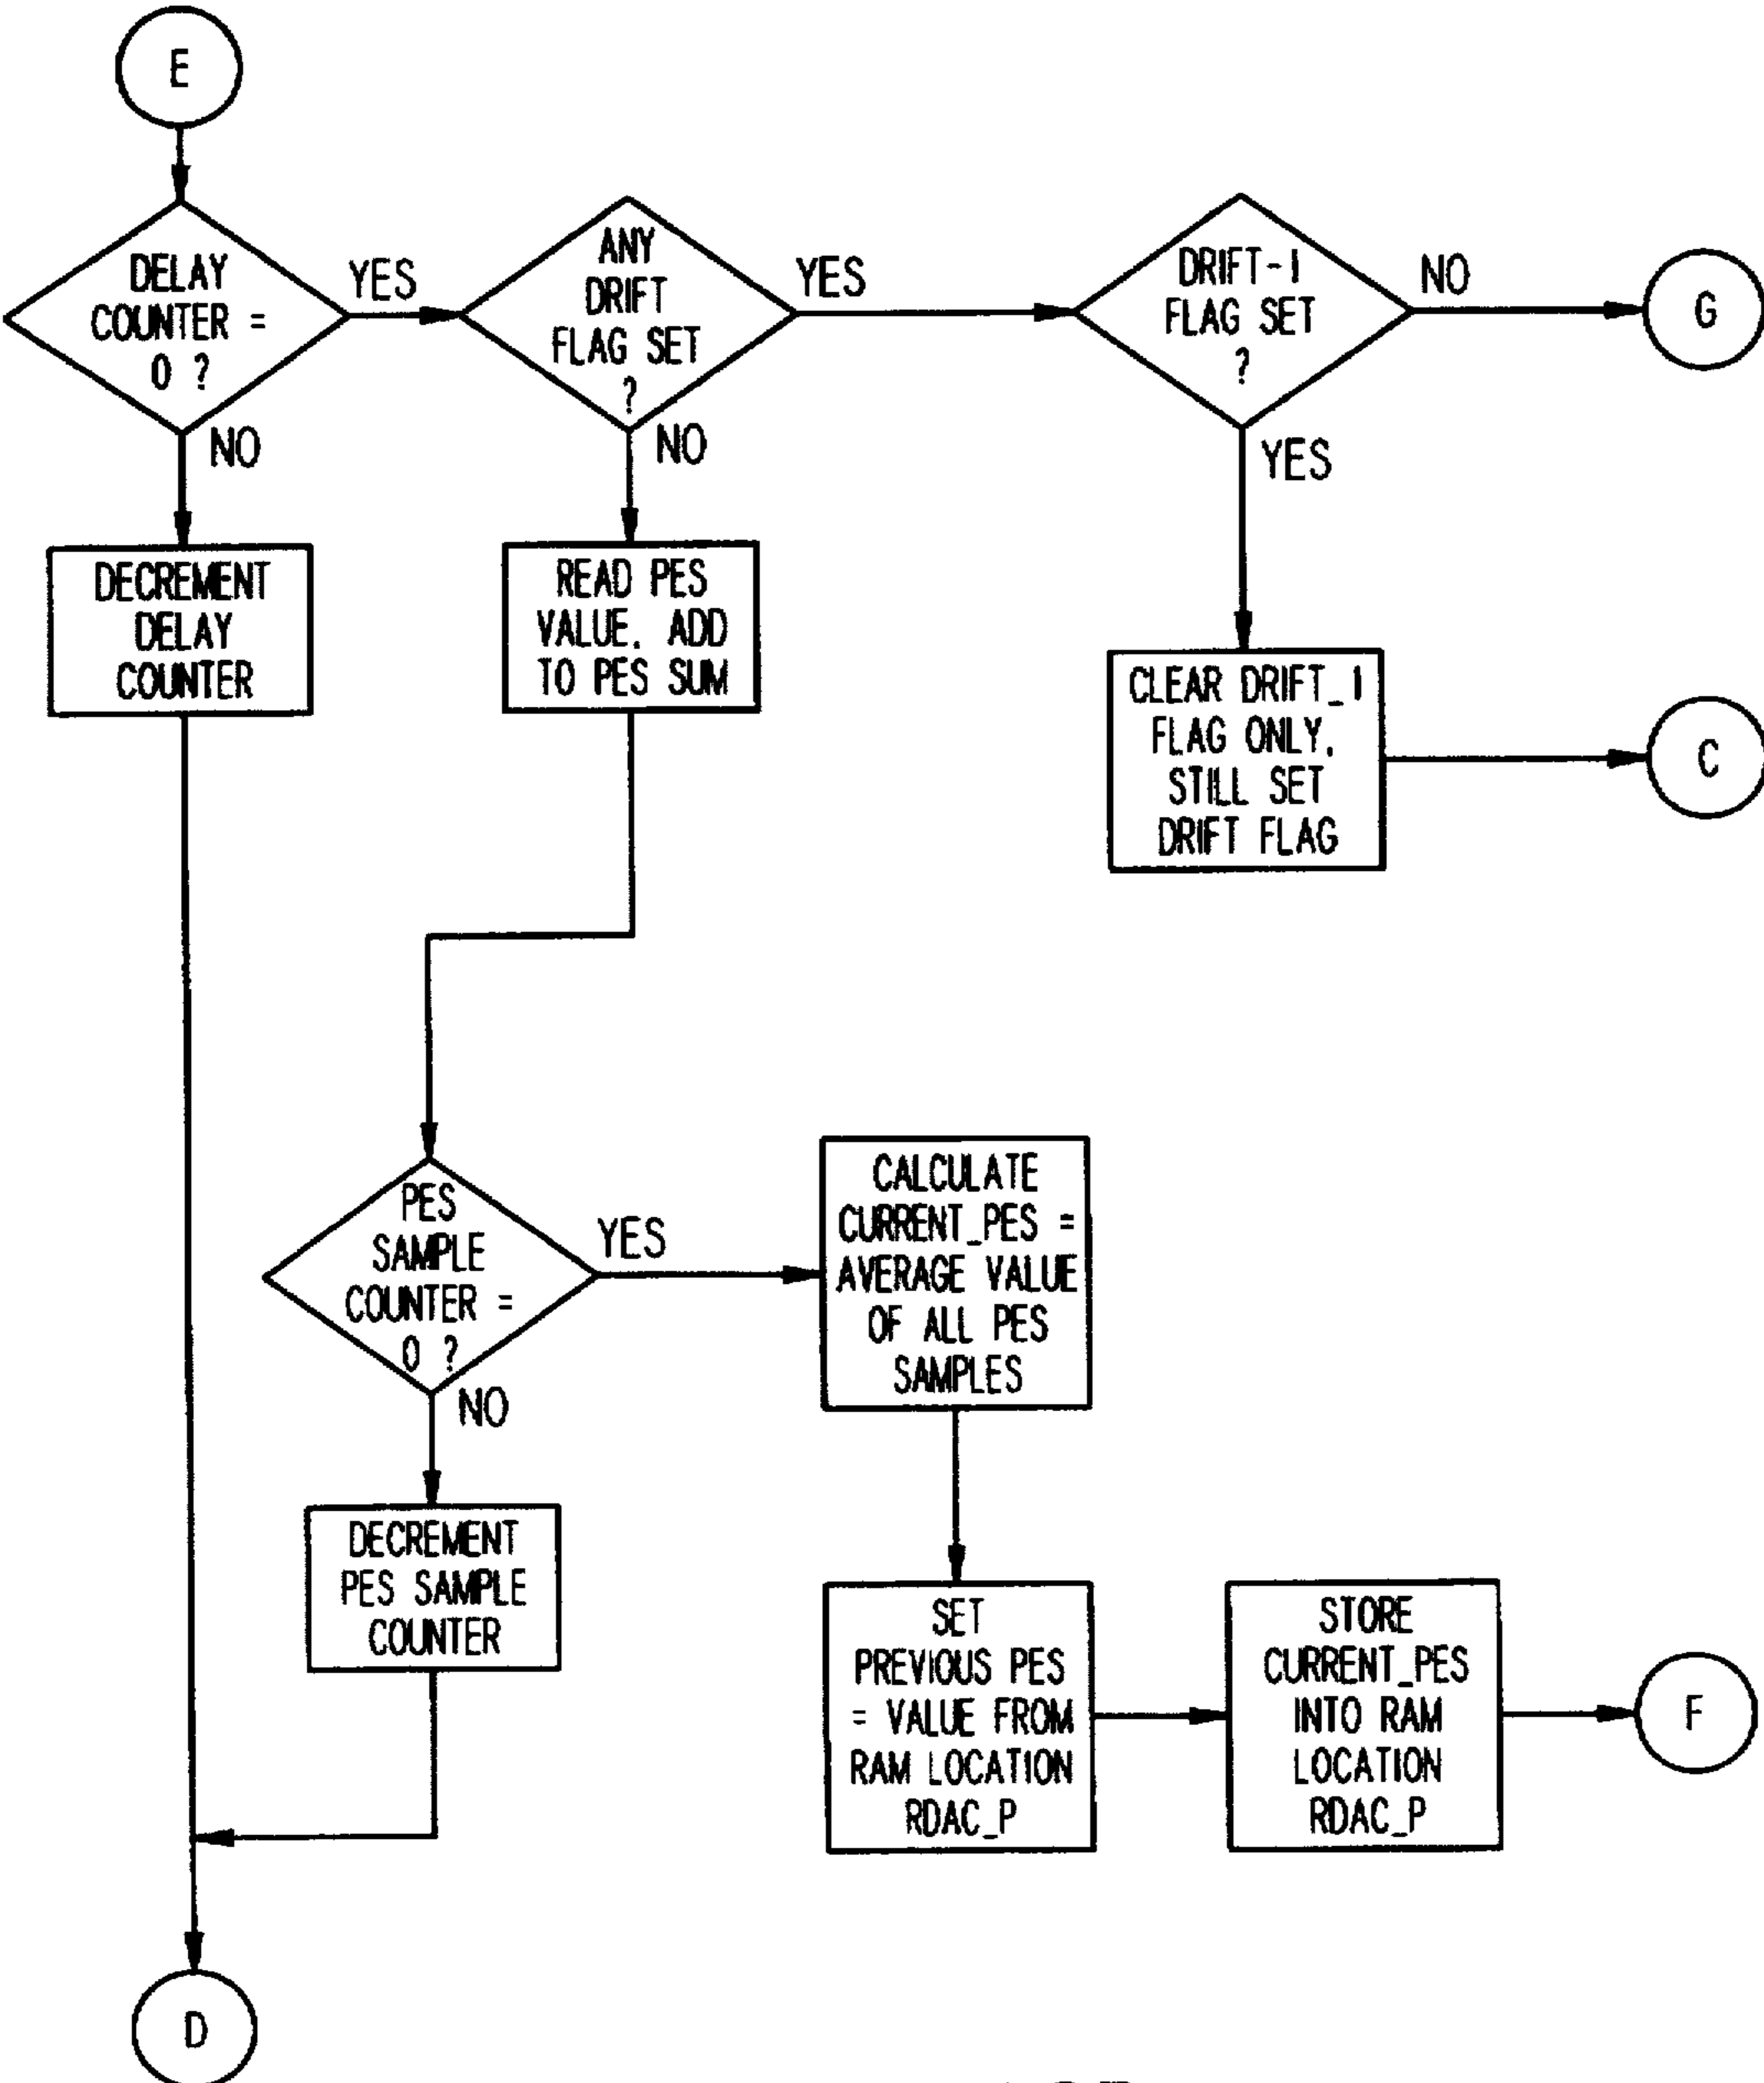 E
DELAY
COUNTER =
0 ?
YES
NO
ANY
DRIFT
FLAG SET
?
YES
NO
DRIFT-1
FLAG SET
?
NO
G
YES
DECREMENT
DELAY
COUNTER
READ PES
VALUE. ADD
TO PES SUM
CLEAR DRIFT_1
FLAG ONLY.
STILL SET
DRIFT FLAG
C
PES
SAMPLE
COUNTER =
0 ?
YES
NO
CALCULATE
CURRENT_PES =
AVERAGE VALUE
OF ALL PES
SAMPLES
DECREMENT
PES SAMPLE
COUNTER
SET
PREVIOUS PES
= VALUE FROM
RAM LOCATION
RDAC_P
STORE
CURRENT_PES
INTO RAM
LOCATION
RDAC_P
F
D